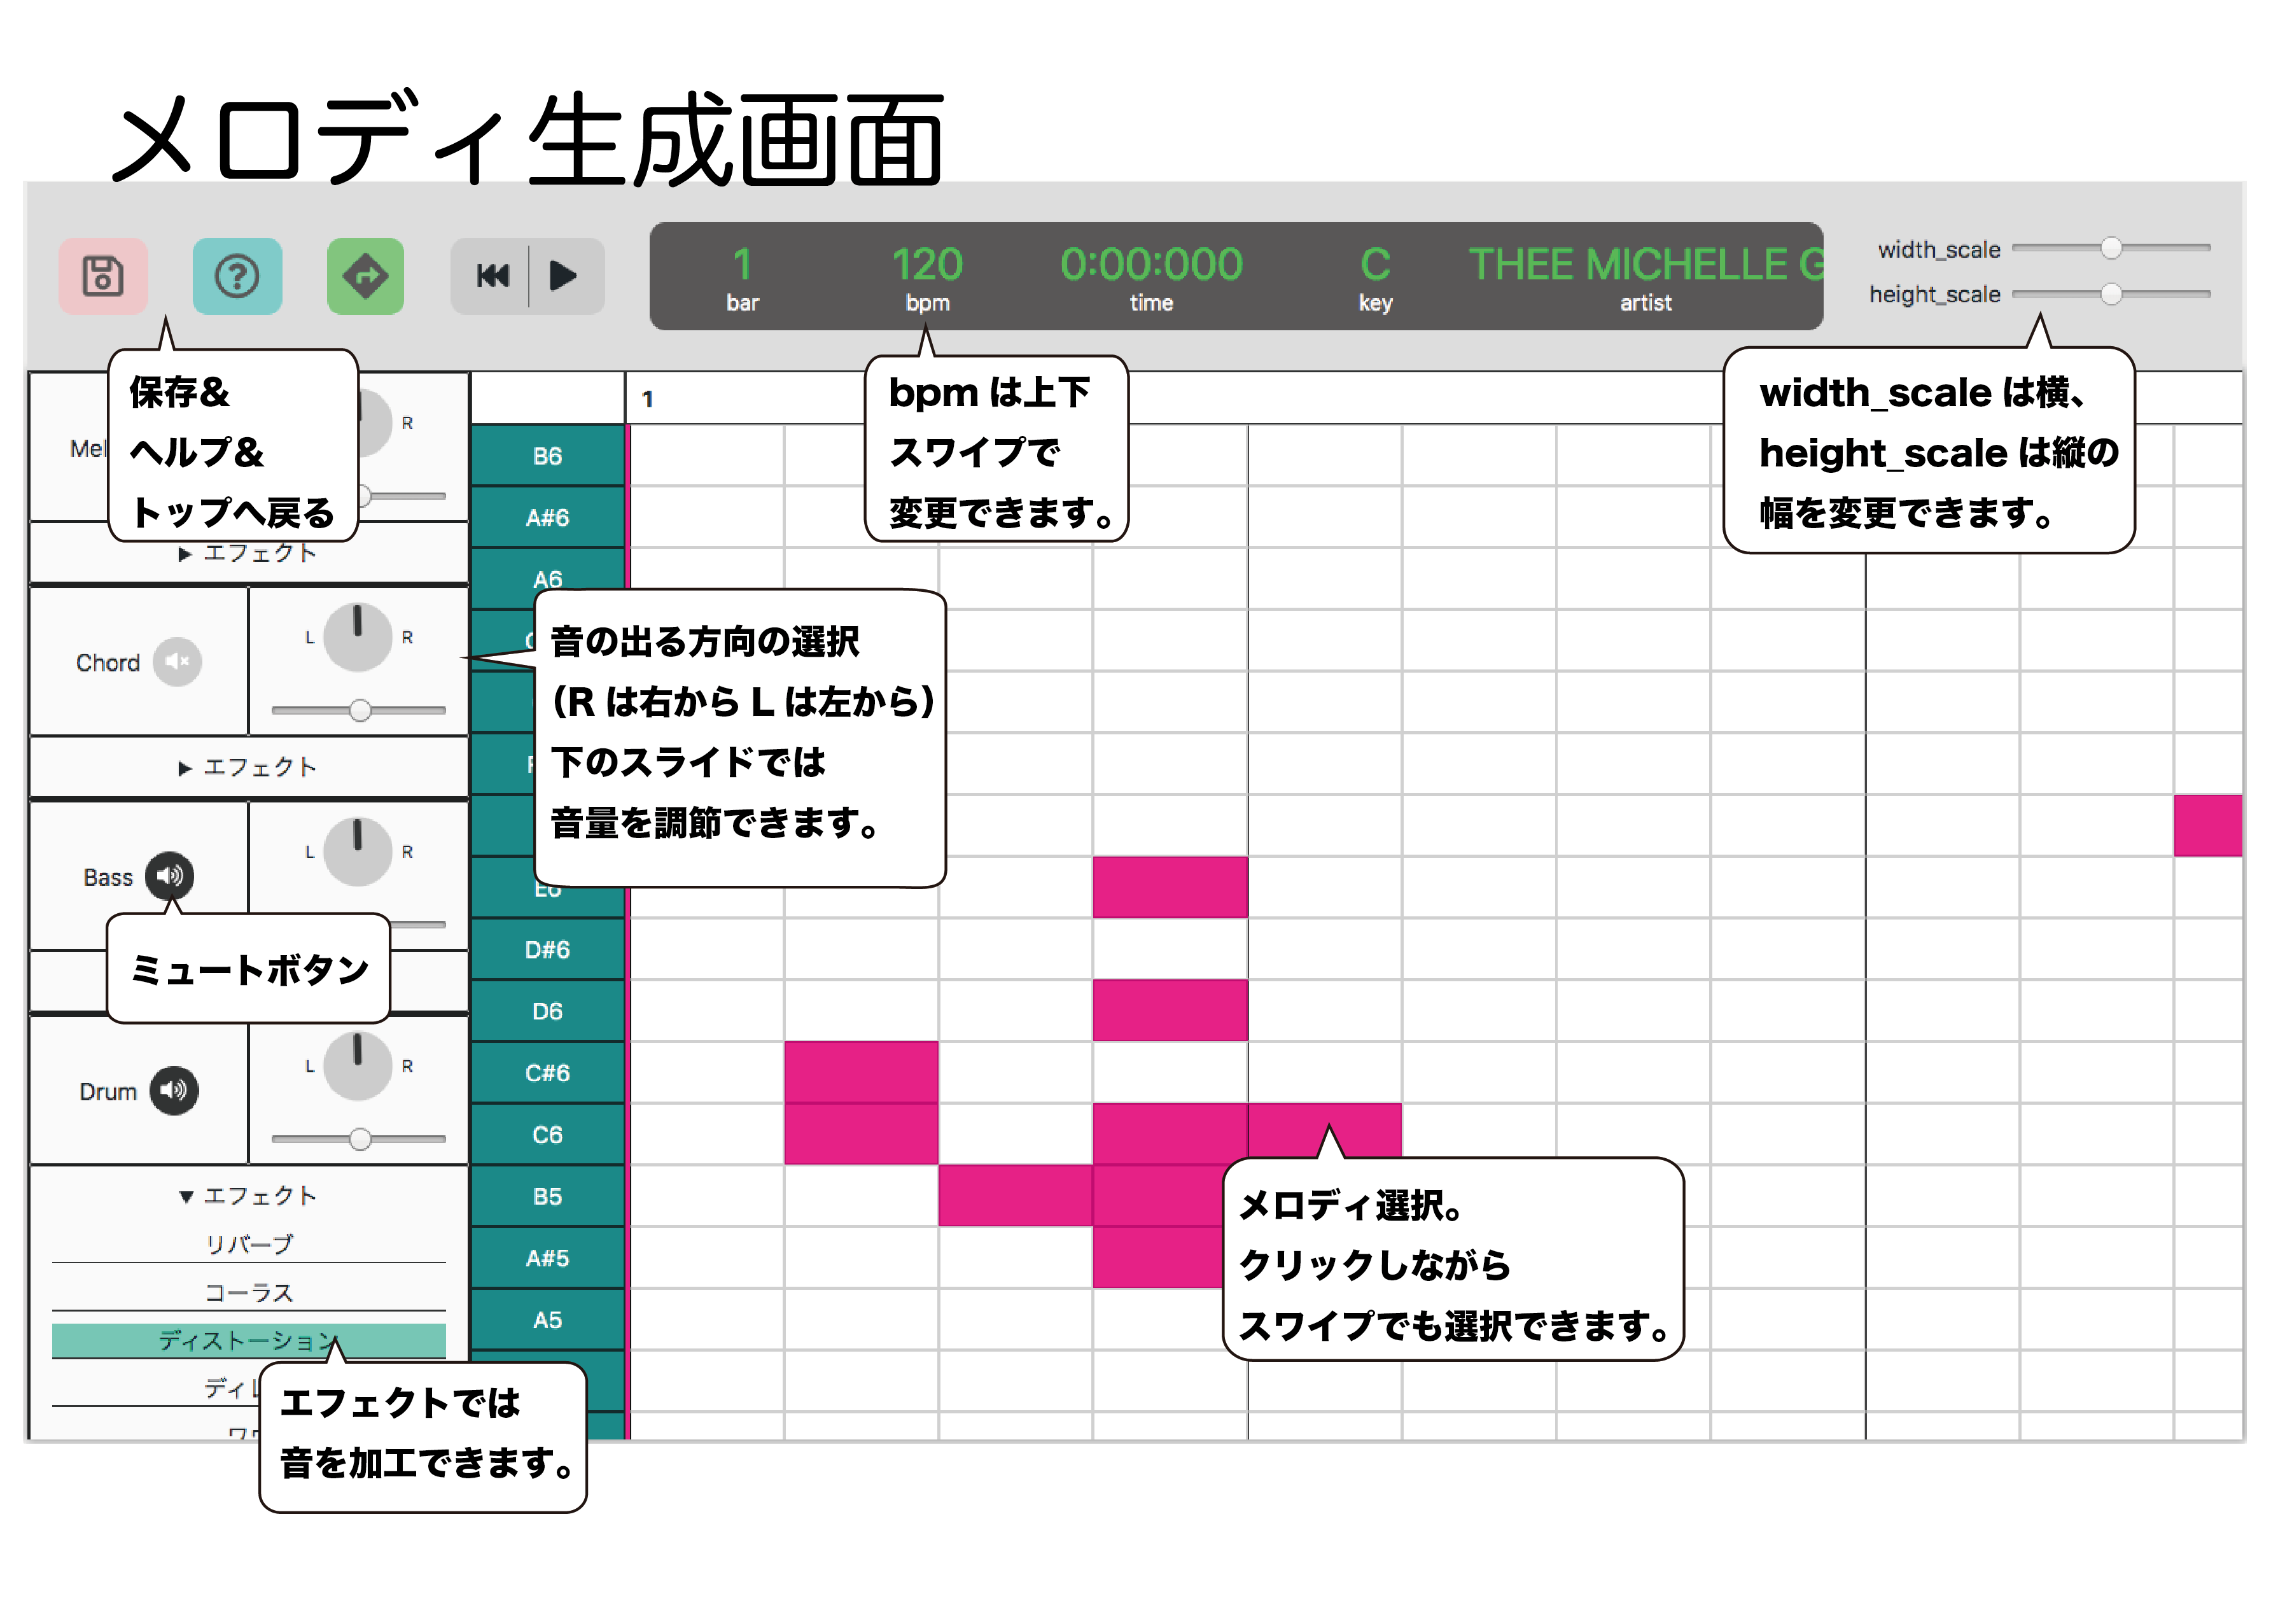 メロディ生成画面
1
120
0:00:000
C
THEE MICHELLE
bar
bpm
time
key
artist
width_scale
height_scale
保存&
ヘルプ&
トップへ戻る
bpm は上下
スワイプで
変更できます。
width_scale は横、
height_scale は縦の
幅を変更できます。
R
▶ エフェクト
Chord
L
R
▶ エフェクト
Bass
L
R
ミュートボタン
Drum
L
R
▼ エフェクト
リバーブ
コーラス
ディストーション
エフェクトでは
音を加工できます。
1
B6
A#6
A6
音の出る方向の選択
(R は右から L は左から)
下のスライドでは
音量を調節できます。
E6
D#6
D6
C#6
C6
B5
A#5
A5
メロディ選択。
クリックしながら
スワイプでも選択できます。